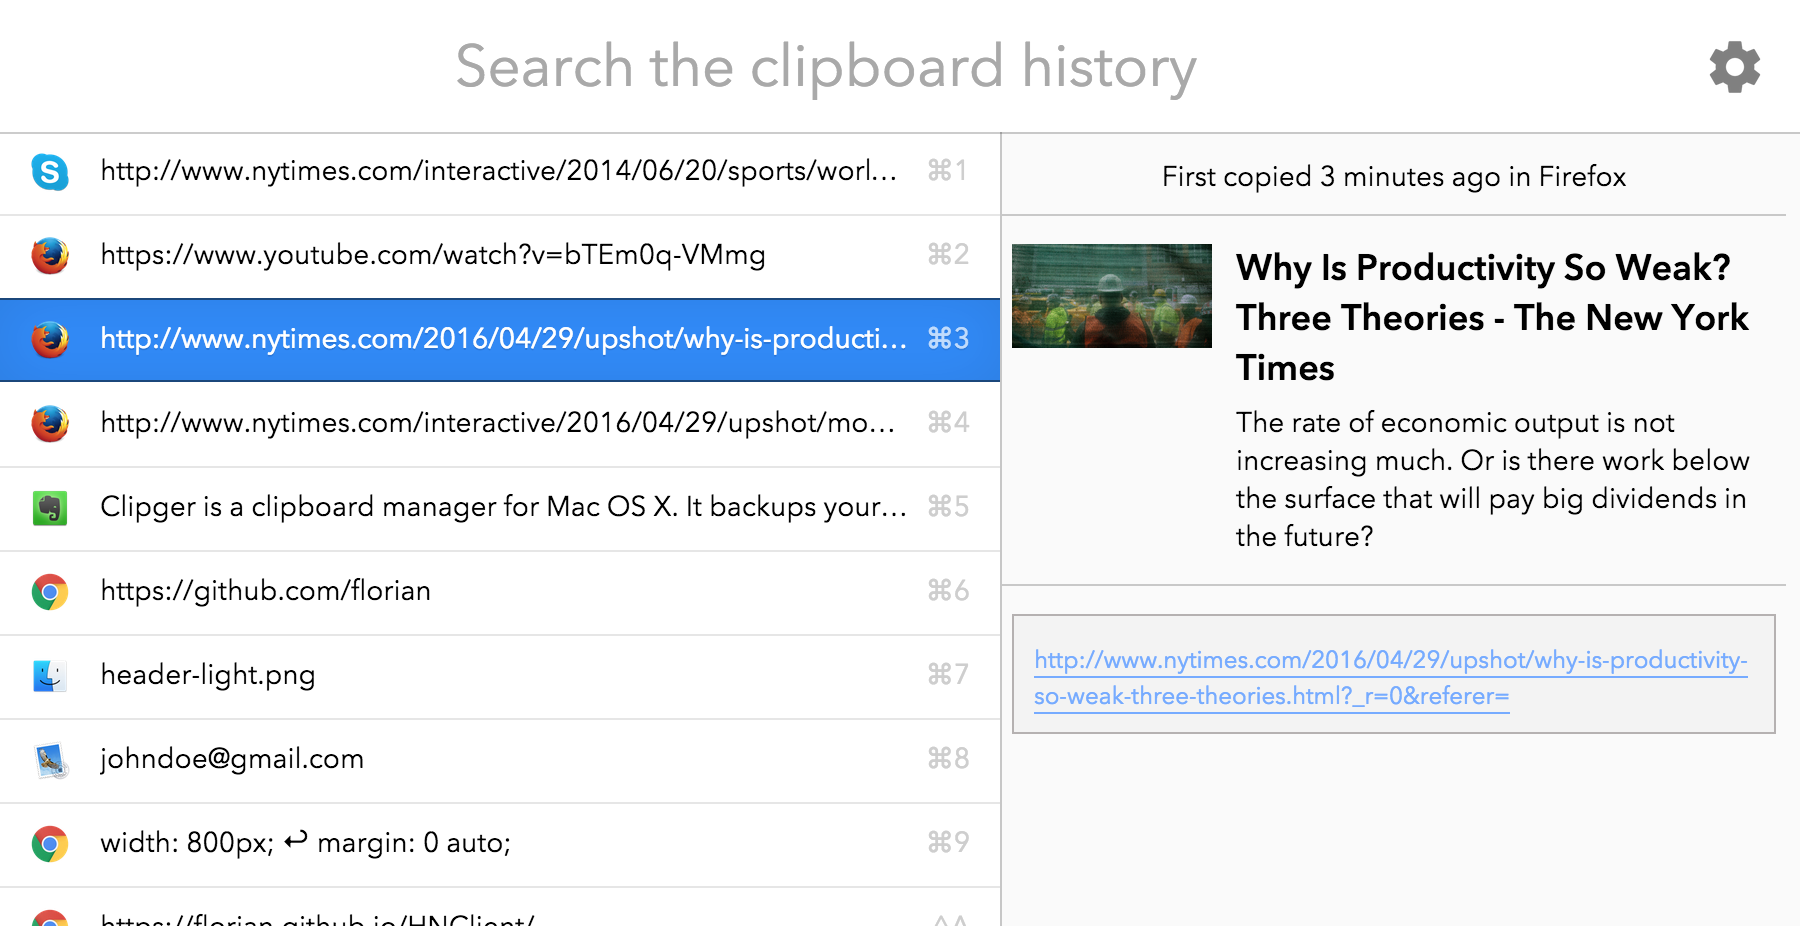 Search the clipboard history
http://www.nytimes.com/interactive/2014/06/20/sports/worl... ⌘1
https://www.youtube.com/watch?v=bTEm0q-VMmg ⌘2
http://www.nytimes.com/2016/04/29/upshot/why-is-producti... ⌘3
http://www.nytimes.com/interactive/2016/04/29/upshot/mo... ⌘4
Clipger is a clipboard manager for Mac OS X. It backups your... ⌘5
https://github.com/florian ⌘6
header-light.png ⌘7
johndoe@gmail.com ⌘8
width: 800px; ↩ margin: 0 auto; ⌘9
https://florian.github.io/HNClient/
First copied 3 minutes ago in Firefox
Why Is Productivity So Weak?
Three Theories - The New York
Times
The rate of economic output is not
increasing much. Or is there work below
the surface that will pay big dividends in
the future?
http://www.nytimes.com/2016/04/29/upshot/why-is-productivity-
so-weak-three-theories.html?_r=0&referer=